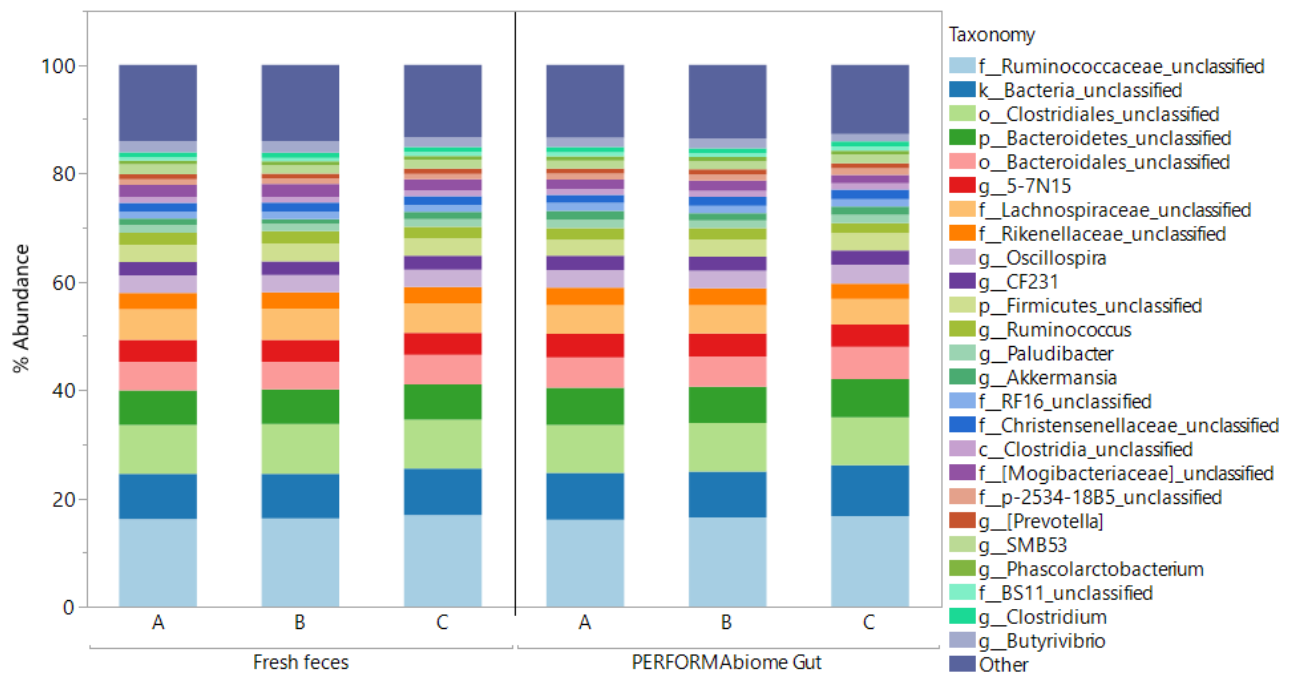 Taxonomy
100
80
60
40
20
0
% Abundance
A
B
C
A
B
C
Fresh feces
PERFORMAbiome Gut
f__Ruminococcaceae_unclassified
k__Bacteria_unclassified
o__Clostridiales_unclassified
p__Bacteroidetes_unclassified
o__Bacteroidales_unclassified
g__5-7N15
f__Lachnospiraceae_unclassified
f__Rikenellaceae_unclassified
g__Oscillospira
g__CF231
p__Firmicutes_unclassified
g__Ruminococcus
g__Paludibacter
g__Akkermansia
f__RF16_unclassified
f__Christensenellaceae_unclassified
c__Clostridia_unclassified
f__[Mogibacteriaceae]_unclassified
f__p-2534-18B5_unclassified
g__[Prevotella]
g__SMB53
g__Phascolarctobacterium
f__BS11_unclassified
g__Clostridium
g__Butyrivibrio
Other